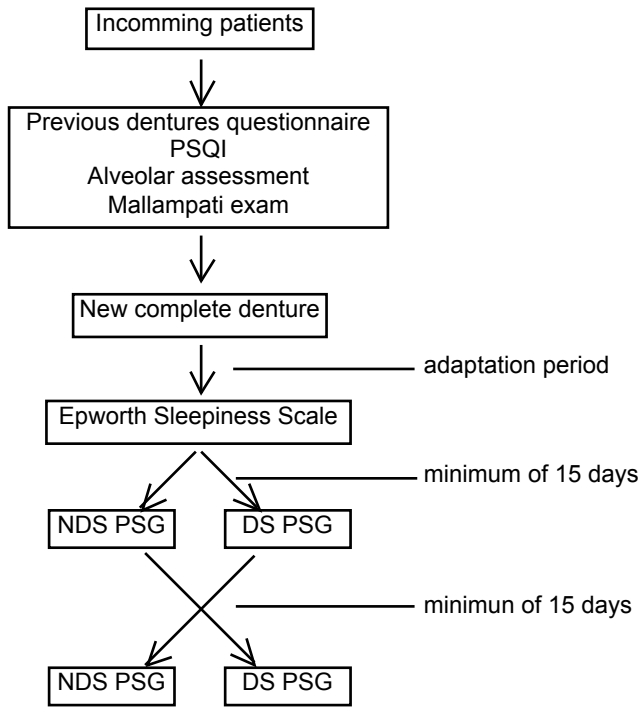 Incomming patients
Previous dentures questionnaire
PSQI
Alveolar assessment
Mallampati exam
New complete denture
adaptation period
Epworth Sleepiness Scale
minimum of 15 days
NDS PSG
DS PSG
minimun of 15 days
NDS PSG
DS PSG